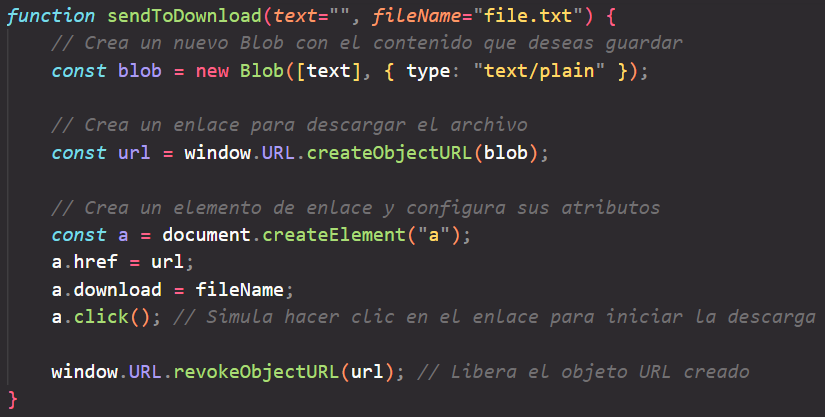 function sendToDownload(text="", fileName="file.txt") {
    // Crea un nuevo Blob con el contenido que deseas guardar
    const blob = new Blob([text], { type: "text/plain" });

    // Crea un enlace para descargar el archivo
    const url = window.URL.createObjectURL(blob);

    // Crea un elemento de enlace y configura sus atributos
    const a = document.createElement("a");
    a.href = url;
    a.download = fileName;
    a.click(); // Simula hacer clic en el enlace para iniciar la descarga

    window.URL.revokeObjectURL(url); // Libera el objeto URL creado
}